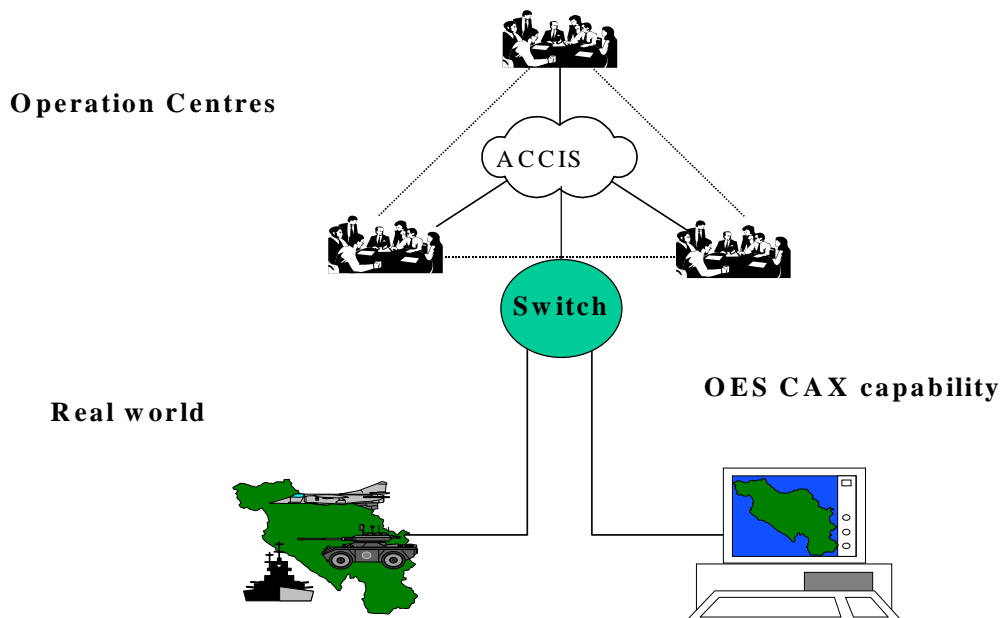 Operation Centres
ACCIS
Switch
OES CAX capability
Real world